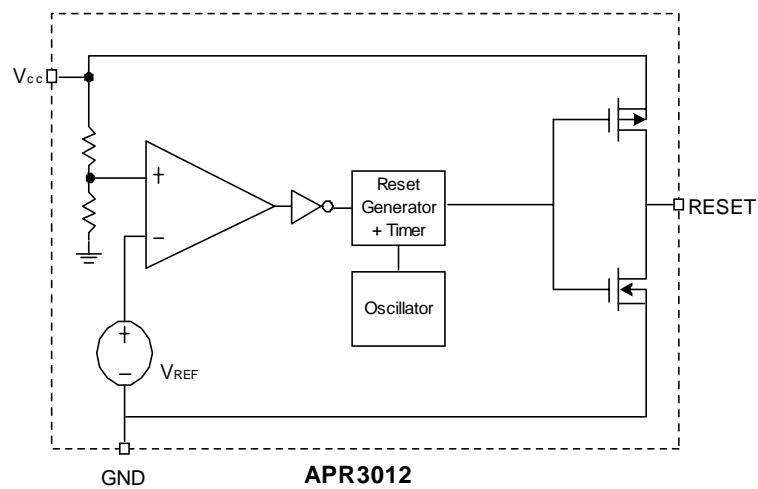 Vcc
+
−
Reset
Generator
+ Timer
RESET
Oscillator
+
−
VREF
GND
APR3012